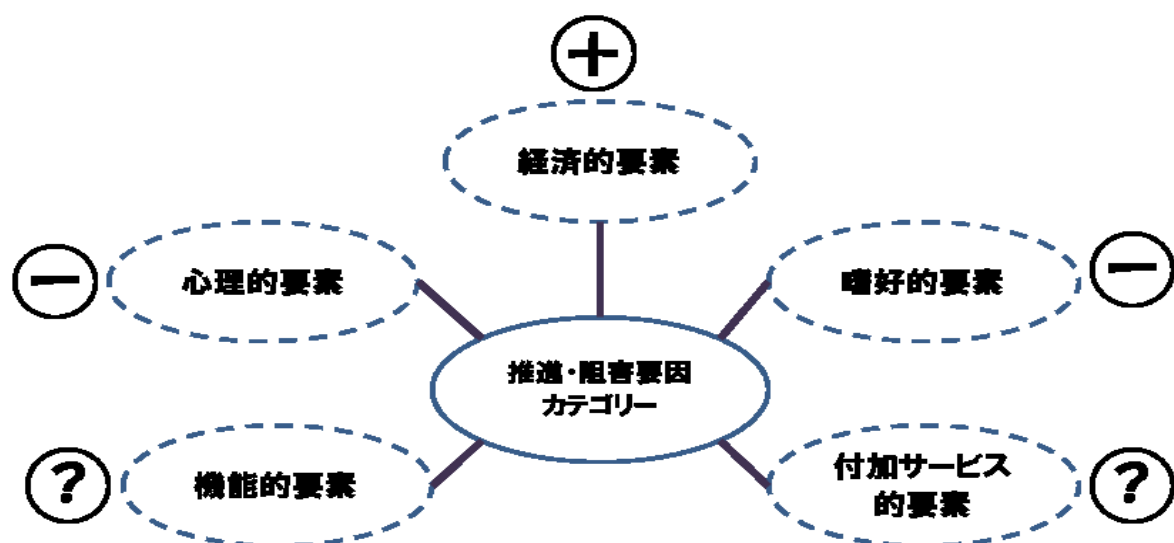 +
経済的要素
−
心理的要素
嗜好的要素
−
推進・阻害要因
カテゴリー
?
機能的要素
付加サービス
的要素
?